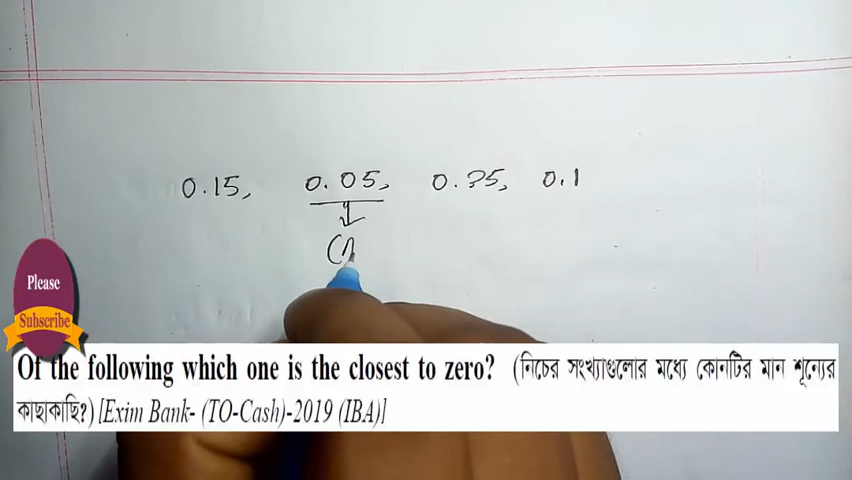 0.15, 0.05, 0.25, 0.1
Please
Subscribe
Of the following which one is the closest to zero? (নিচের সংখ্যাগুলোর মধ্যে কোনটির মান শূন্যের
কাছাকাছি?) [Exim Bank- (TO-Cash)-2019 (IBA)]